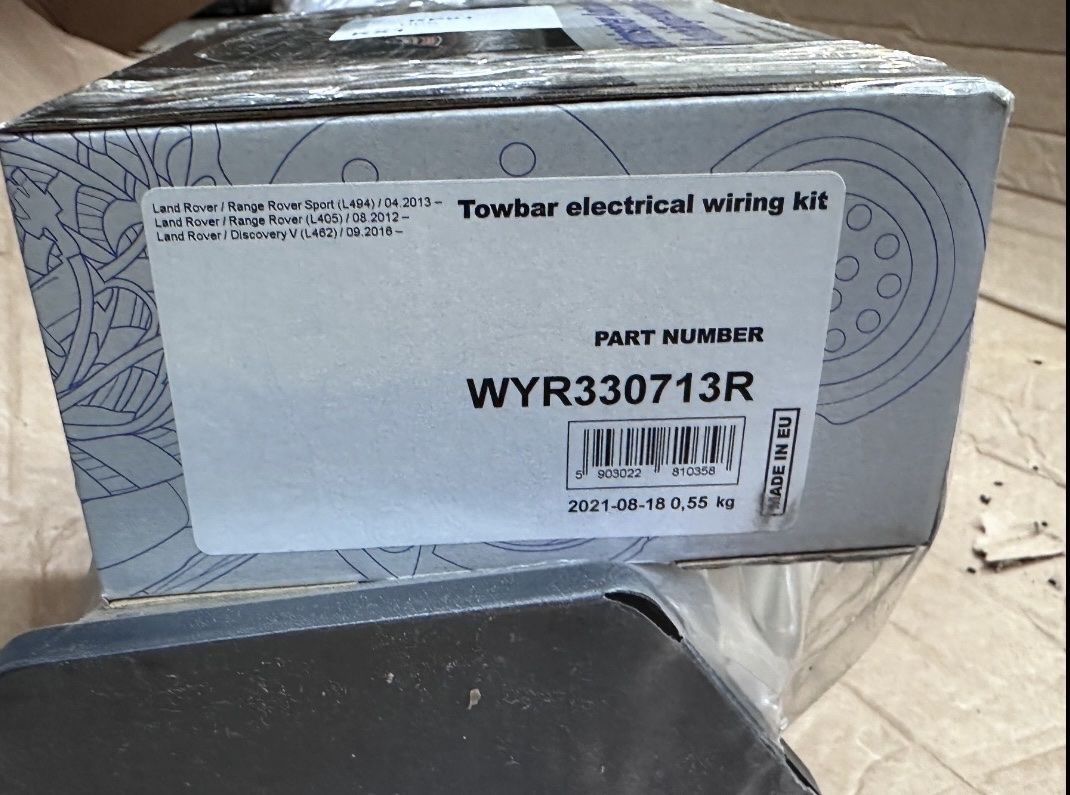 Land Rover / Range Rover Sport (L494) / 04.2013 –
Land Rover / Range Rover (L405) / 08.2012 –
Land Rover / Discovery V (L462) / 09.2016 –
Towbar electrical wiring kit
PART NUMBER
WYR330713R
5 903022 810358
2021-08-18 0,55 kg
MADE IN EU